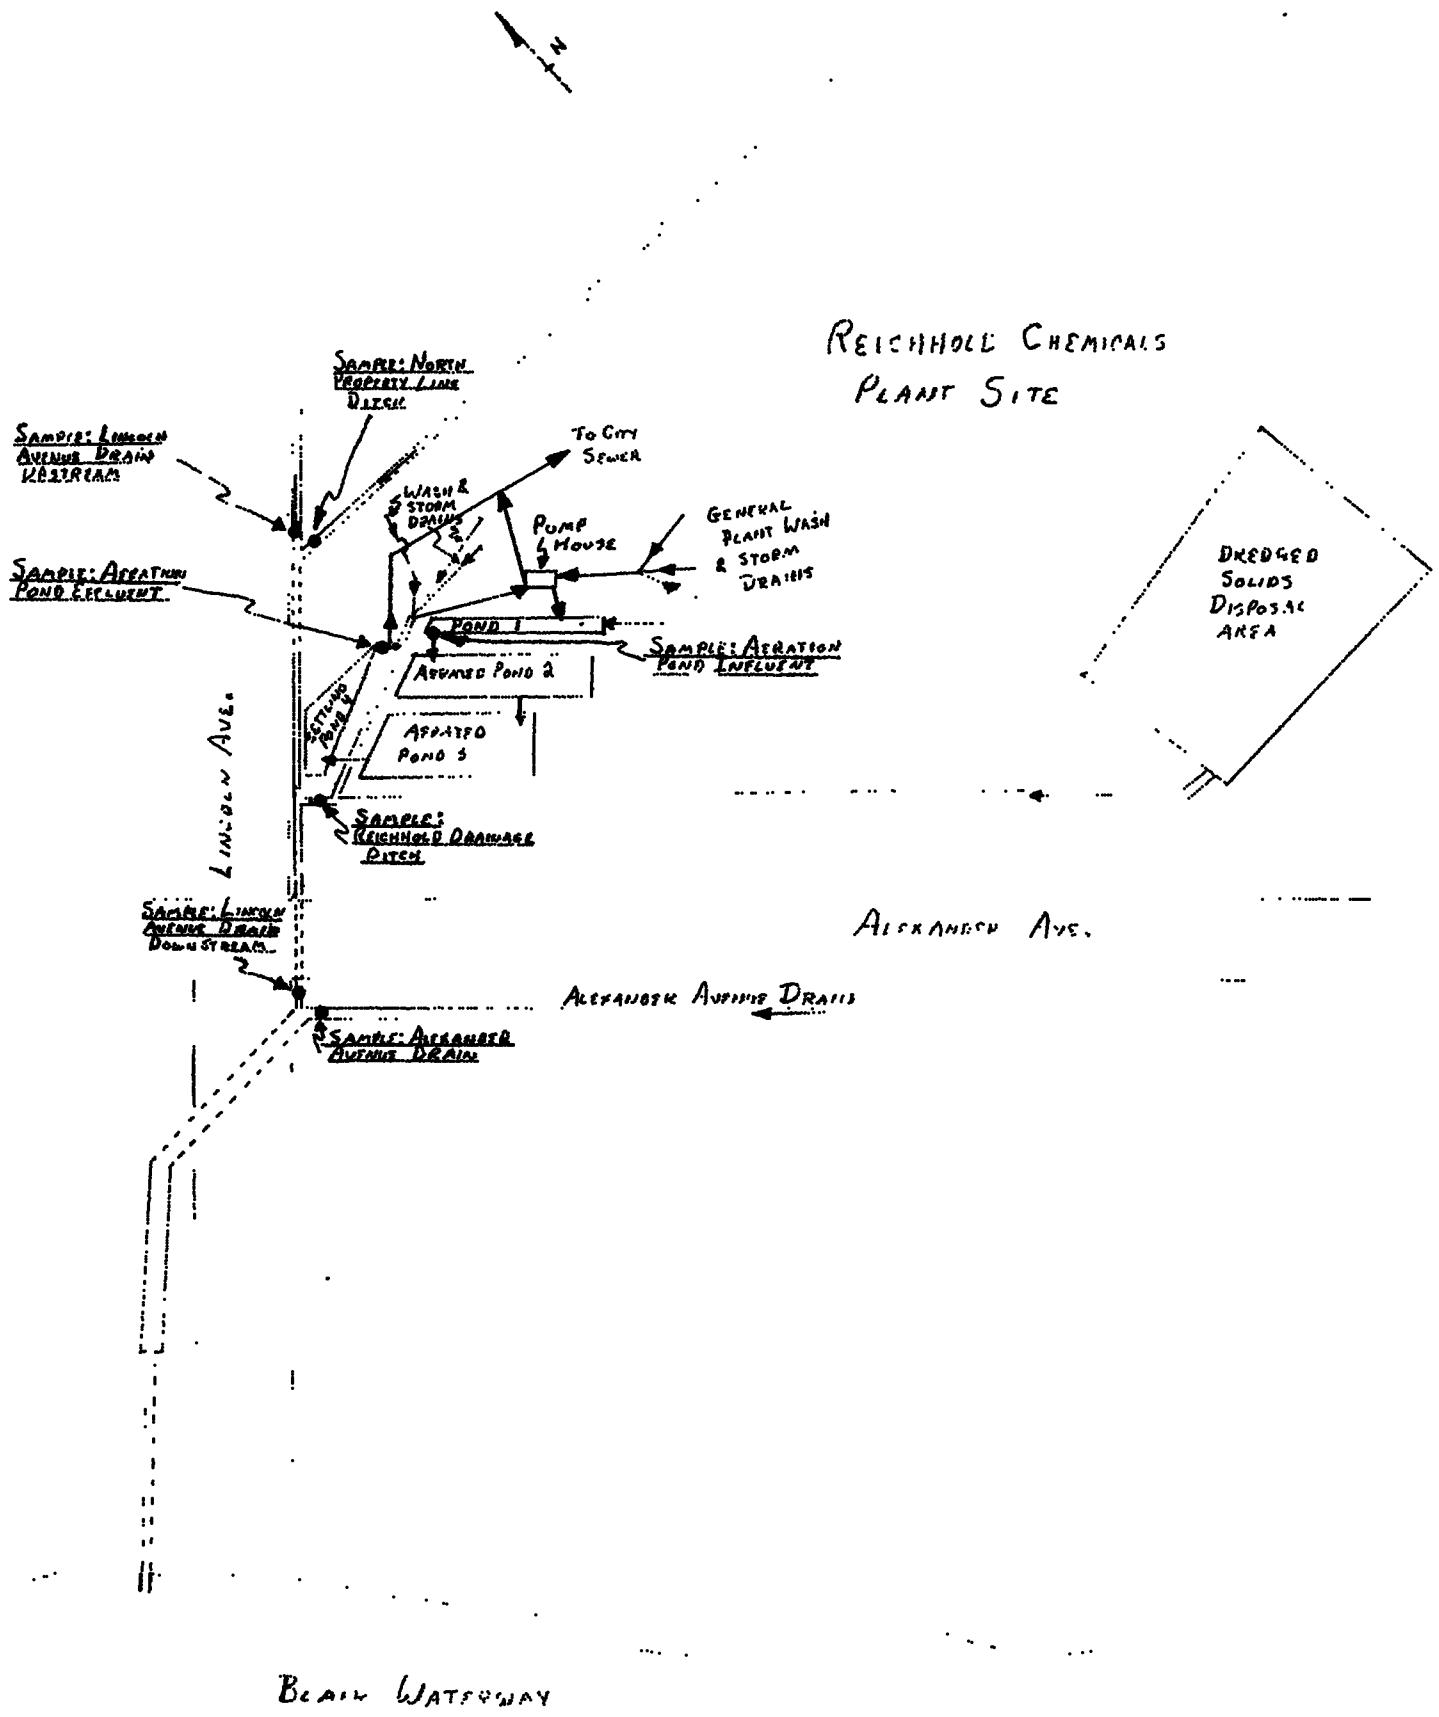 N
REICHHOLD CHEMICALS
PLANT SITE
SAMPLE: NORTH
PROPERTY LINE
DITCH
SAMPLE: LINCOLN
AVENUE DRAIN
UPSTREAM
TO CITY
SEWER
WASH &
STORM
DRAINS
PUMP
HOUSE
GENERAL
PLANT WASH
& STORM
DRAINS
DREDGED
SOLIDS
DISPOSAL
AREA
SAMPLE: AERATION
POND EFFLUENT
POND 1
SAMPLE: AERATION
POND INFLUENT
AERATED POND 2
SETTLING
POND 4
AERATED
POND 3
LINCOLN AVE.
SAMPLE:
REICHHOLD DRAINAGE
DITCH
SAMPLE: LINCOLN
AVENUE DRAIN
DOWNSTREAM
ALEXANDER AVE.
ALEXANDER AVENUE DRAIN
SAMPLE: ALEXANDER
AVENUE DRAIN
BLAIR WATERWAY